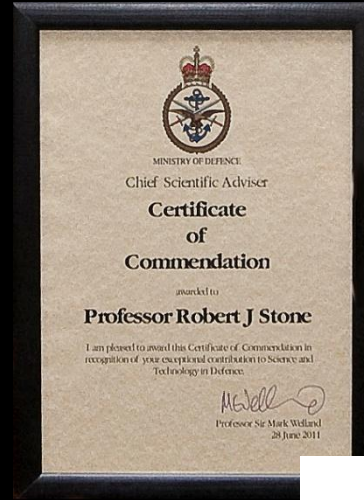 MINISTRY OF DEFENCE
Chief Scientific Adviser
Certificate
of
Commendation
awarded to
Professor Robert J Stone
I am pleased to award this Certificate of Commendation in
recognition of your exceptional contribution to Science and
Technology in Defence.
Professor Sir Mark Welland
28 June 2011